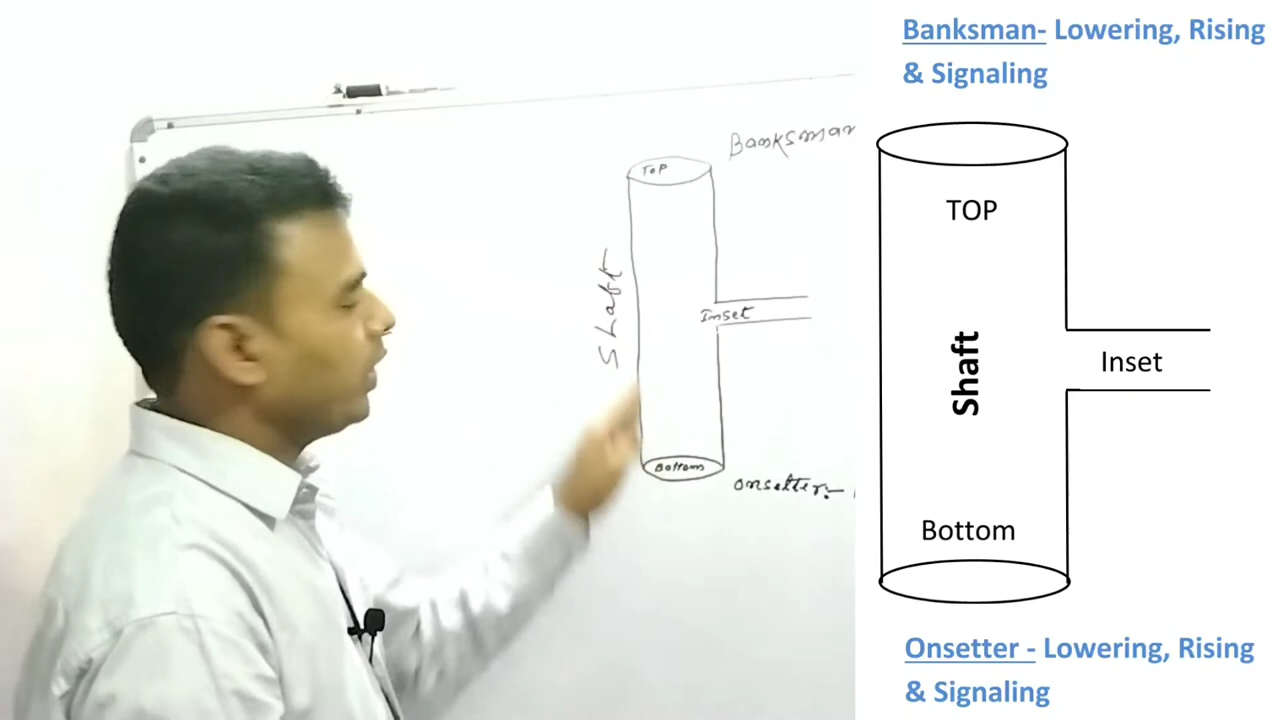 Banksman- Lowering, Rising
& Signaling
TOP
Shaft
Inset
Bottom
Onsetter - Lowering, Rising
& Signaling
Banksman
TOP
Shaft
Inset
Bottom
onsetter:-